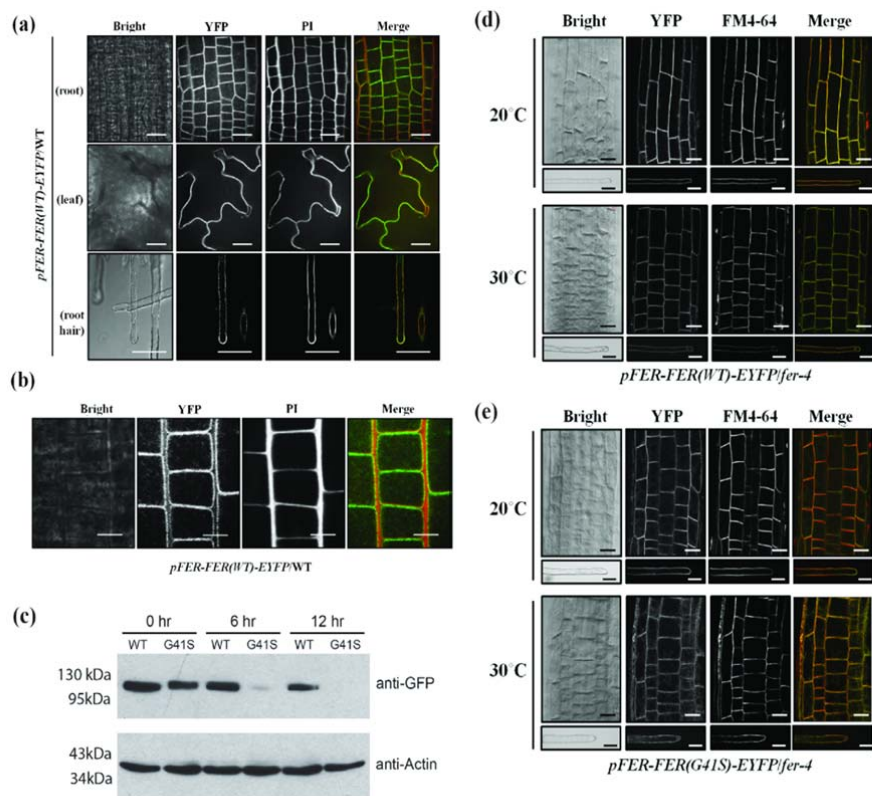 (a)
Bright YFP PI Merge
(root)
(leaf)
(root
hair)
pFER-FER(WT)-EYFP/WT
(b)
Bright YFP PI Merge
pFER-FER(WT)-EYFP/WT
(c)
0 hr 6 hr 12 hr
WT G41S WT G41S WT G41S
130 kDa
95kDa
anti-GFP
43kDa
34kDa
anti-Actin
(d)
Bright YFP FM4-64 Merge
20°C
30°C
pFER-FER(WT)-EYFP/fer-4
(e)
Bright YFP FM4-64 Merge
20°C
30°C
pFER-FER(G41S)-EYFP/fer-4